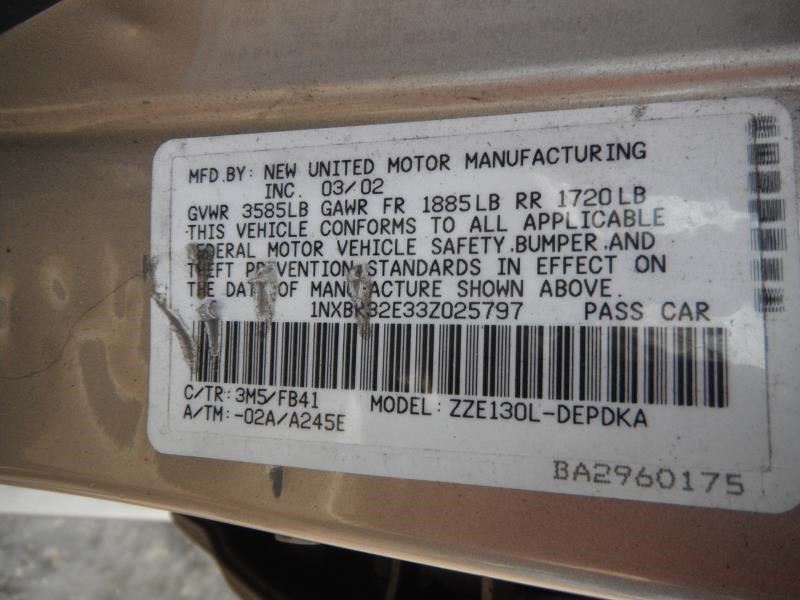 MFD.BY: NEW UNITED MOTOR MANUFACTURING
INC. 03/02
GVWR 3585LB GAWR FR 1885LB RR 1720LB
THIS VEHICLE CONFORMS TO ALL APPLICABLE
FEDERAL MOTOR VEHICLE SAFETY.BUMPER.AND
THEFT PREVENTION STANDARDS IN EFFECT ON
THE DATE OF MANUFACTURE SHOWN ABOVE.
1NXBR32E33Z025797 PASS CAR
C/TR: 3M5/FB41
A/TM: -02A/A245E MODEL: ZZE130L-DEPDKA
BA2960175